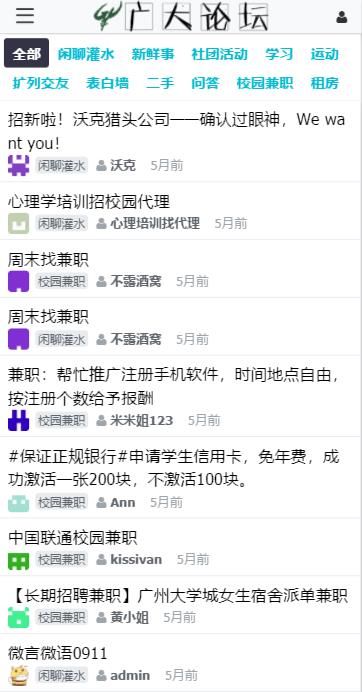 广大论坛
全部 闲聊灌水 新鲜事 社团活动 学习 运动
扩列交友 表白墙 二手 问答 校园兼职 租房
招新啦！沃克猎头公司一一确认过眼神，We wa
nt you！
闲聊灌水 沃克 5月前
心理学培训招校园代理
闲聊灌水 心理培训找代理 5月前
周末找兼职
校园兼职 不露酒窝 5月前
周末找兼职
闲聊灌水 不露酒窝 5月前
兼职：帮忙推广注册手机软件，时间地点自由，
按注册个数给予报酬
校园兼职 米米姐123 5月前
#保证正规银行#申请学生信用卡，免年费，成
功激活一张200块，不激活100块。
校园兼职 Ann 5月前
中国联通校园兼职
校园兼职 kissivan 5月前
【长期招聘兼职】广州大学城女生宿舍派单兼职
校园兼职 黄小姐 5月前
微言微语0911
闲聊灌水 admin 5月前